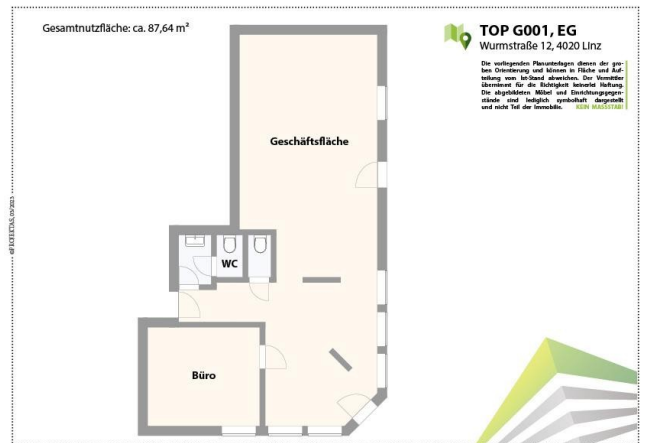 Gesamtnutzfläche: ca. 87,64 m²
TOP G001, EG
Wurmstraße 12, 4020 Linz
Die vorliegenden Planunterlagen dienen der gro-
ben Orientierung und können in Fläche und Auf-
teilung vom Ist-Stand abweichen. Der Vermittler
übernimmt für die Richtigkeit keinerlei Haftung.
Die abgebildeten Möbel und Einrichtungsgegen-
stände sind lediglich symbolhaft dargestellt
und nicht Teil der Immobilie. KEIN MASSSTAB!
Geschäftsfläche
WC
Büro